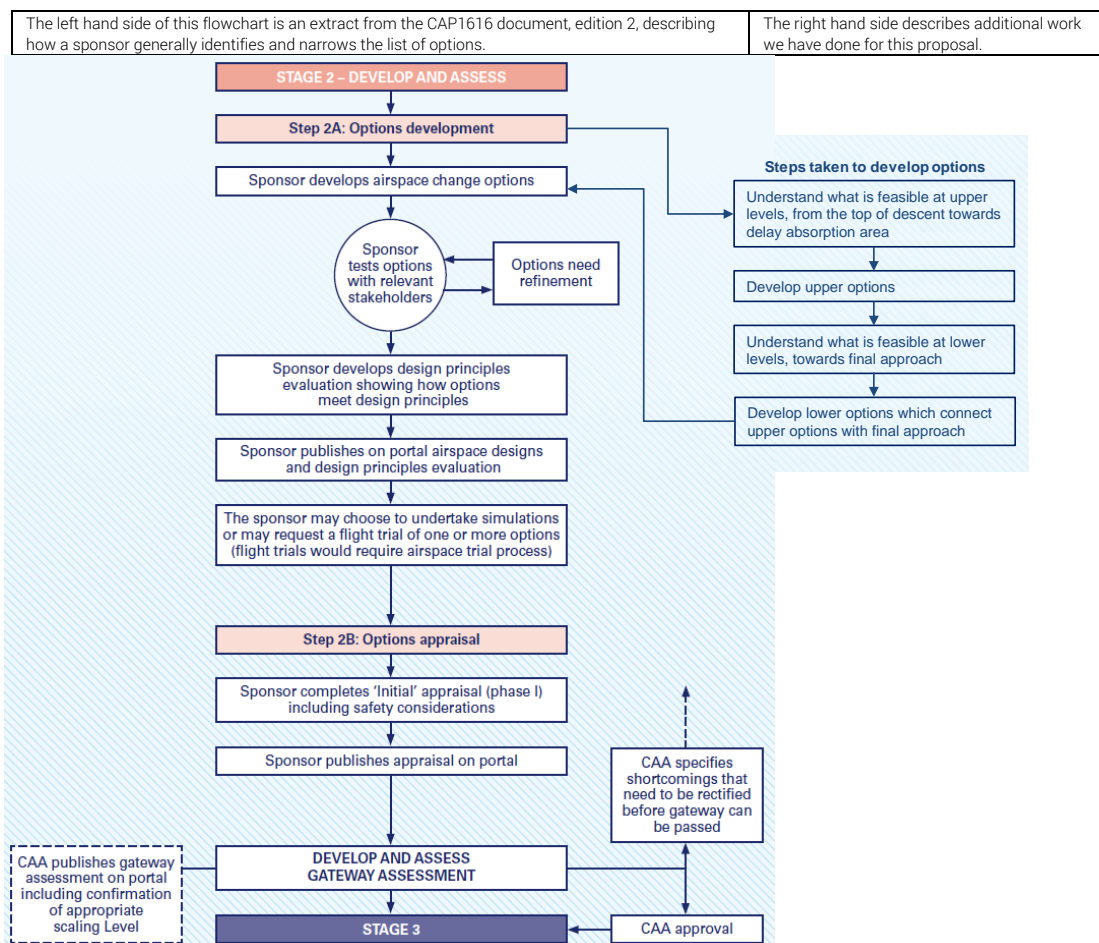 The left hand side of this flowchart is an extract from the CAP1616 document, edition 2, describing
how a sponsor generally identifies and narrows the list of options.
The right hand side describes additional work
we have done for this proposal.
STAGE 2 – DEVELOP AND ASSESS
Step 2A: Options development
Sponsor develops airspace change options
Sponsor
tests options
with relevant
stakeholders
Options need
refinement
Sponsor develops design principles
evaluation showing how options
meet design principles
Sponsor publishes on portal airspace designs
and design principles evaluation
The sponsor may choose to undertake simulations
or may request a flight trial of one or more options
(flight trials would require airspace trial process)
Steps taken to develop options
Understand what is feasible at upper
levels, from the top of descent towards
delay absorption area
Develop upper options
Understand what is feasible at lower
levels, towards final approach
Develop lower options which connect
upper options with final approach
Step 2B: Options appraisal
Sponsor completes 'Initial' appraisal (phase I)
including safety considerations
Sponsor publishes appraisal on portal
CAA specifies
shortcomings that
need to be rectified
before gateway can
be passed
CAA publishes gateway
assessment on portal
including confirmation
of appropriate
scaling Level
DEVELOP AND ASSESS
GATEWAY ASSESSMENT
STAGE 3
CAA approval